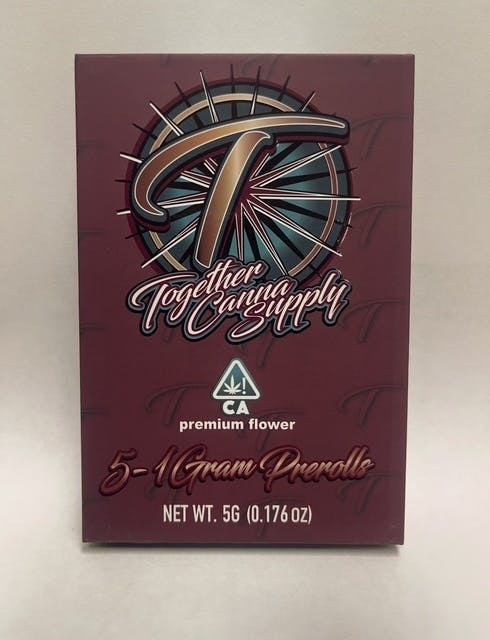 T
Together
Canna
Supply
!
CA
premium flower
5-1 Gram Prerolls
NET WT. 5G (0.176 OZ)